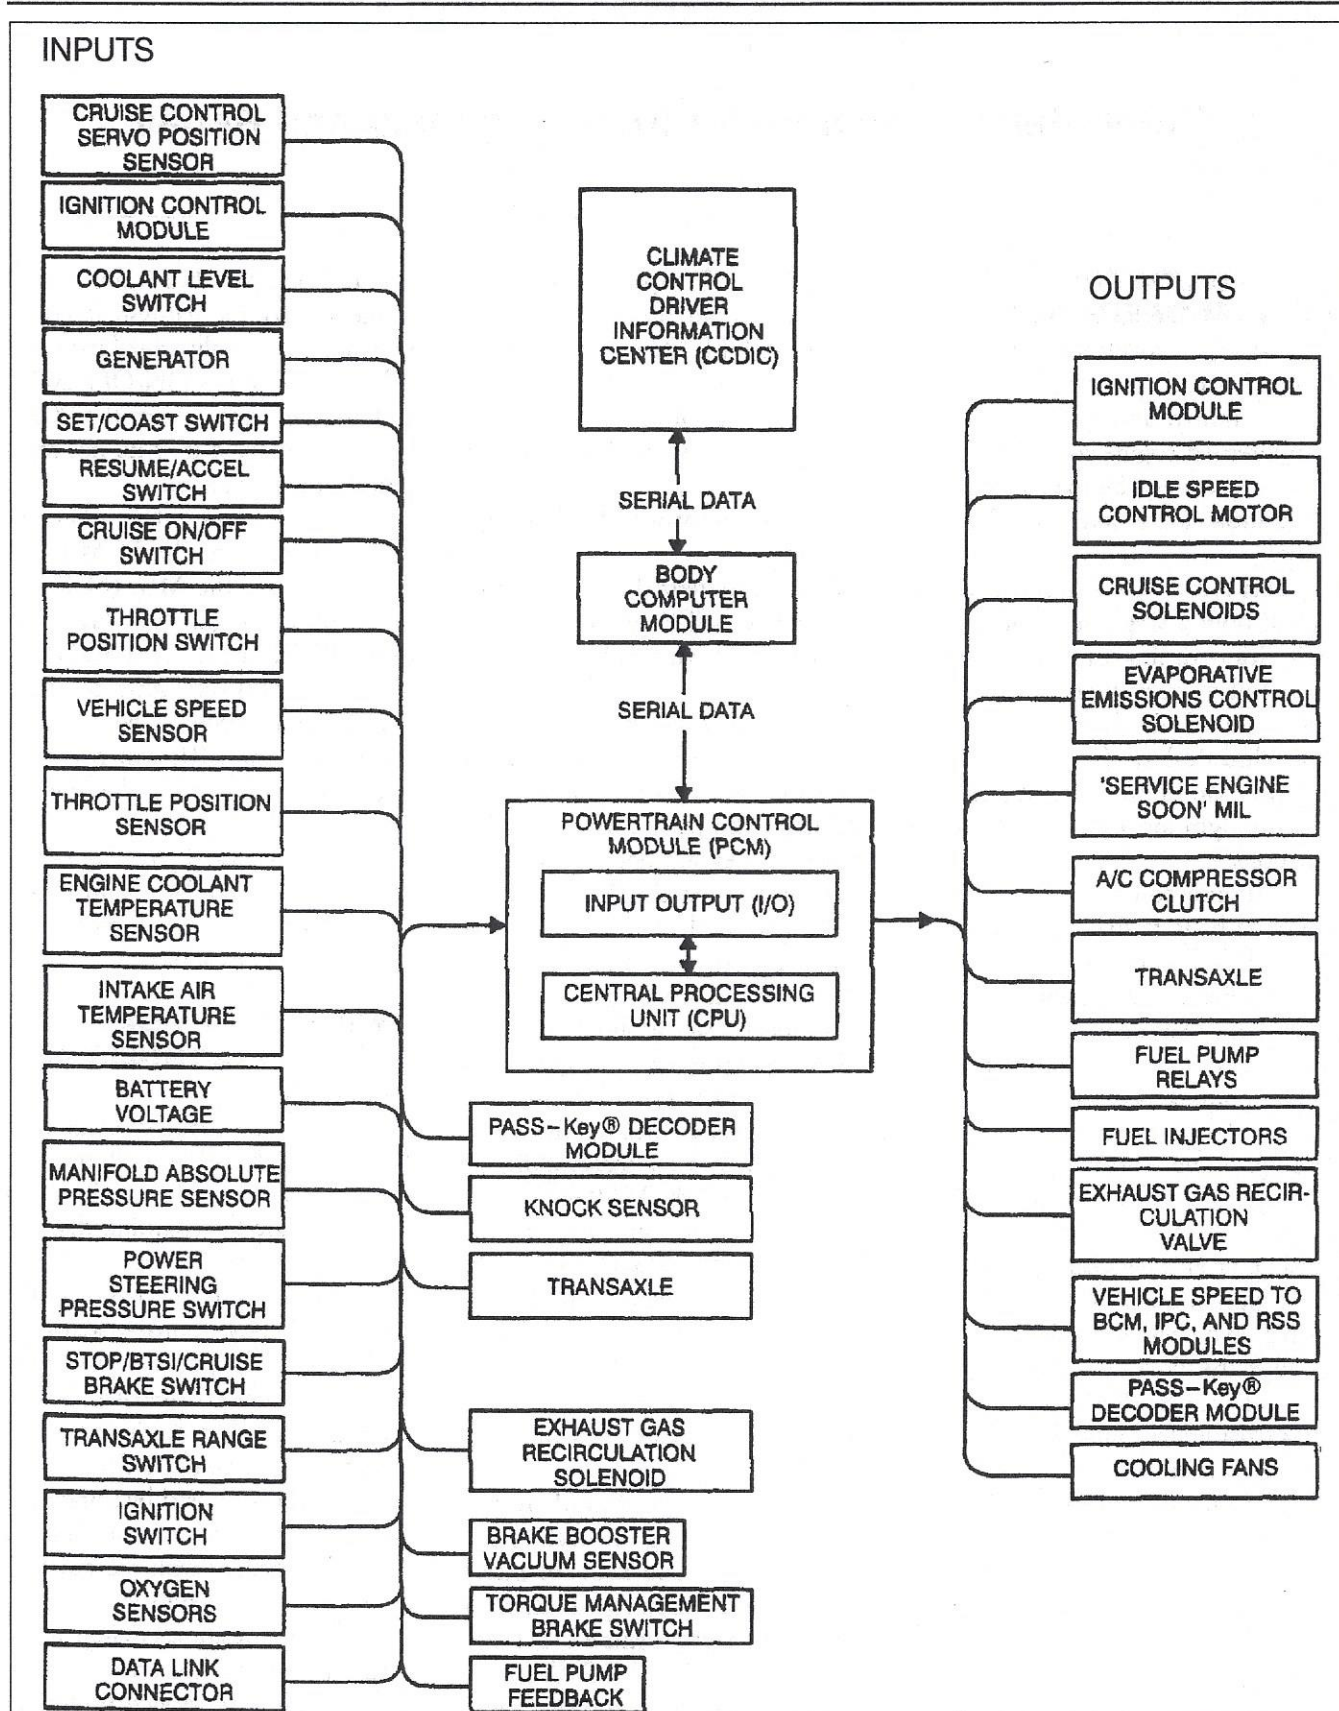 INPUTS
CRUISE CONTROL
SERVO POSITION
SENSOR
IGNITION CONTROL
MODULE
COOLANT LEVEL
SWITCH
GENERATOR
SET/COAST SWITCH
RESUME/ACCEL
SWITCH
CRUISE ON/OFF
SWITCH
THROTTLE
POSITION SWITCH
VEHICLE SPEED
SENSOR
THROTTLE POSITION
SENSOR
ENGINE COOLANT
TEMPERATURE
SENSOR
INTAKE AIR
TEMPERATURE
SENSOR
BATTERY
VOLTAGE
MANIFOLD ABSOLUTE
PRESSURE SENSOR
POWER
STEERING
PRESSURE SWITCH
STOP/BTSI/CRUISE
BRAKE SWITCH
TRANSAXLE RANGE
SWITCH
IGNITION
SWITCH
OXYGEN
SENSORS
DATA LINK
CONNECTOR
CLIMATE
CONTROL
DRIVER
INFORMATION
CENTER (CCDIC)
SERIAL DATA
BODY
COMPUTER
MODULE
SERIAL DATA
POWERTRAIN CONTROL
MODULE (PCM)
INPUT OUTPUT (I/O)
CENTRAL PROCESSING
UNIT (CPU)
PASS-Key® DECODER
MODULE
KNOCK SENSOR
TRANSAXLE
EXHAUST GAS
RECIRCULATION
SOLENOID
BRAKE BOOSTER
VACUUM SENSOR
TORQUE MANAGEMENT
BRAKE SWITCH
FUEL PUMP
FEEDBACK
OUTPUTS
IGNITION CONTROL
MODULE
IDLE SPEED
CONTROL MOTOR
CRUISE CONTROL
SOLENOIDS
EVAPORATIVE
EMISSIONS CONTROL
SOLENOID
'SERVICE ENGINE
SOON' MIL
A/C COMPRESSOR
CLUTCH
TRANSAXLE
FUEL PUMP
RELAYS
FUEL INJECTORS
EXHAUST GAS RECIR-
CULATION
VALVE
VEHICLE SPEED TO
BCM, IPC, AND RSS
MODULES
PASS-Key®
DECODER MODULE
COOLING FANS